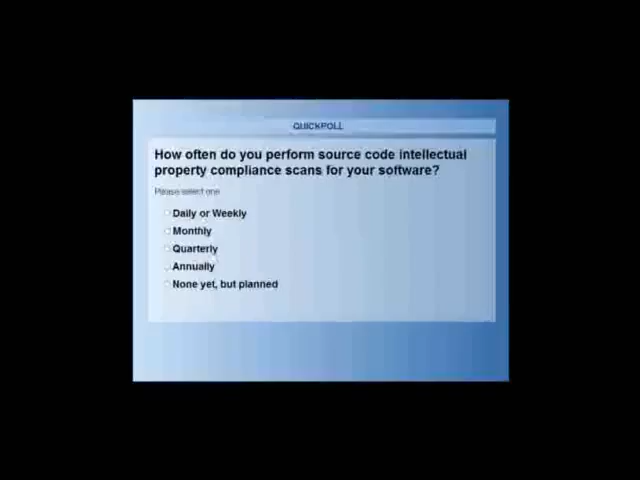 QUICKPOLL
How often do you perform source code intellectual
property compliance scans for your software?
Please select one
Daily or Weekly
Monthly
Quarterly
Annually
None yet, but planned